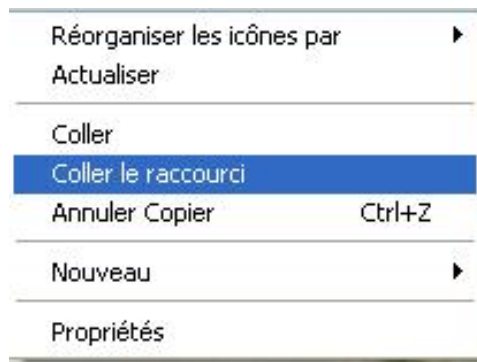 Réorganiser les icônes par
Actualiser
Coller
Coller le raccourci
Annuler Copier Ctrl+Z
Nouveau
Propriétés